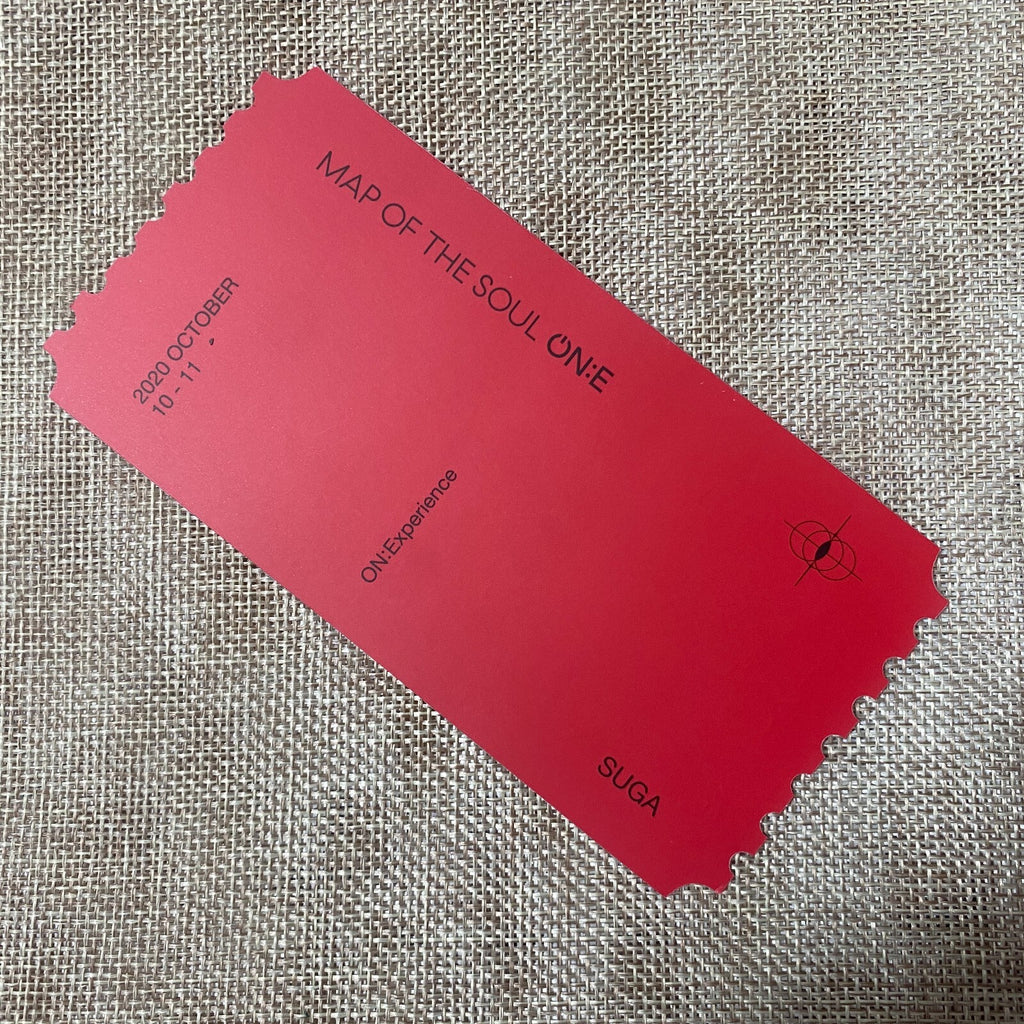 MAP OF THE SOUL ON:E
2020 OCTOBER
10 - 11
ON:Experience
SUGA